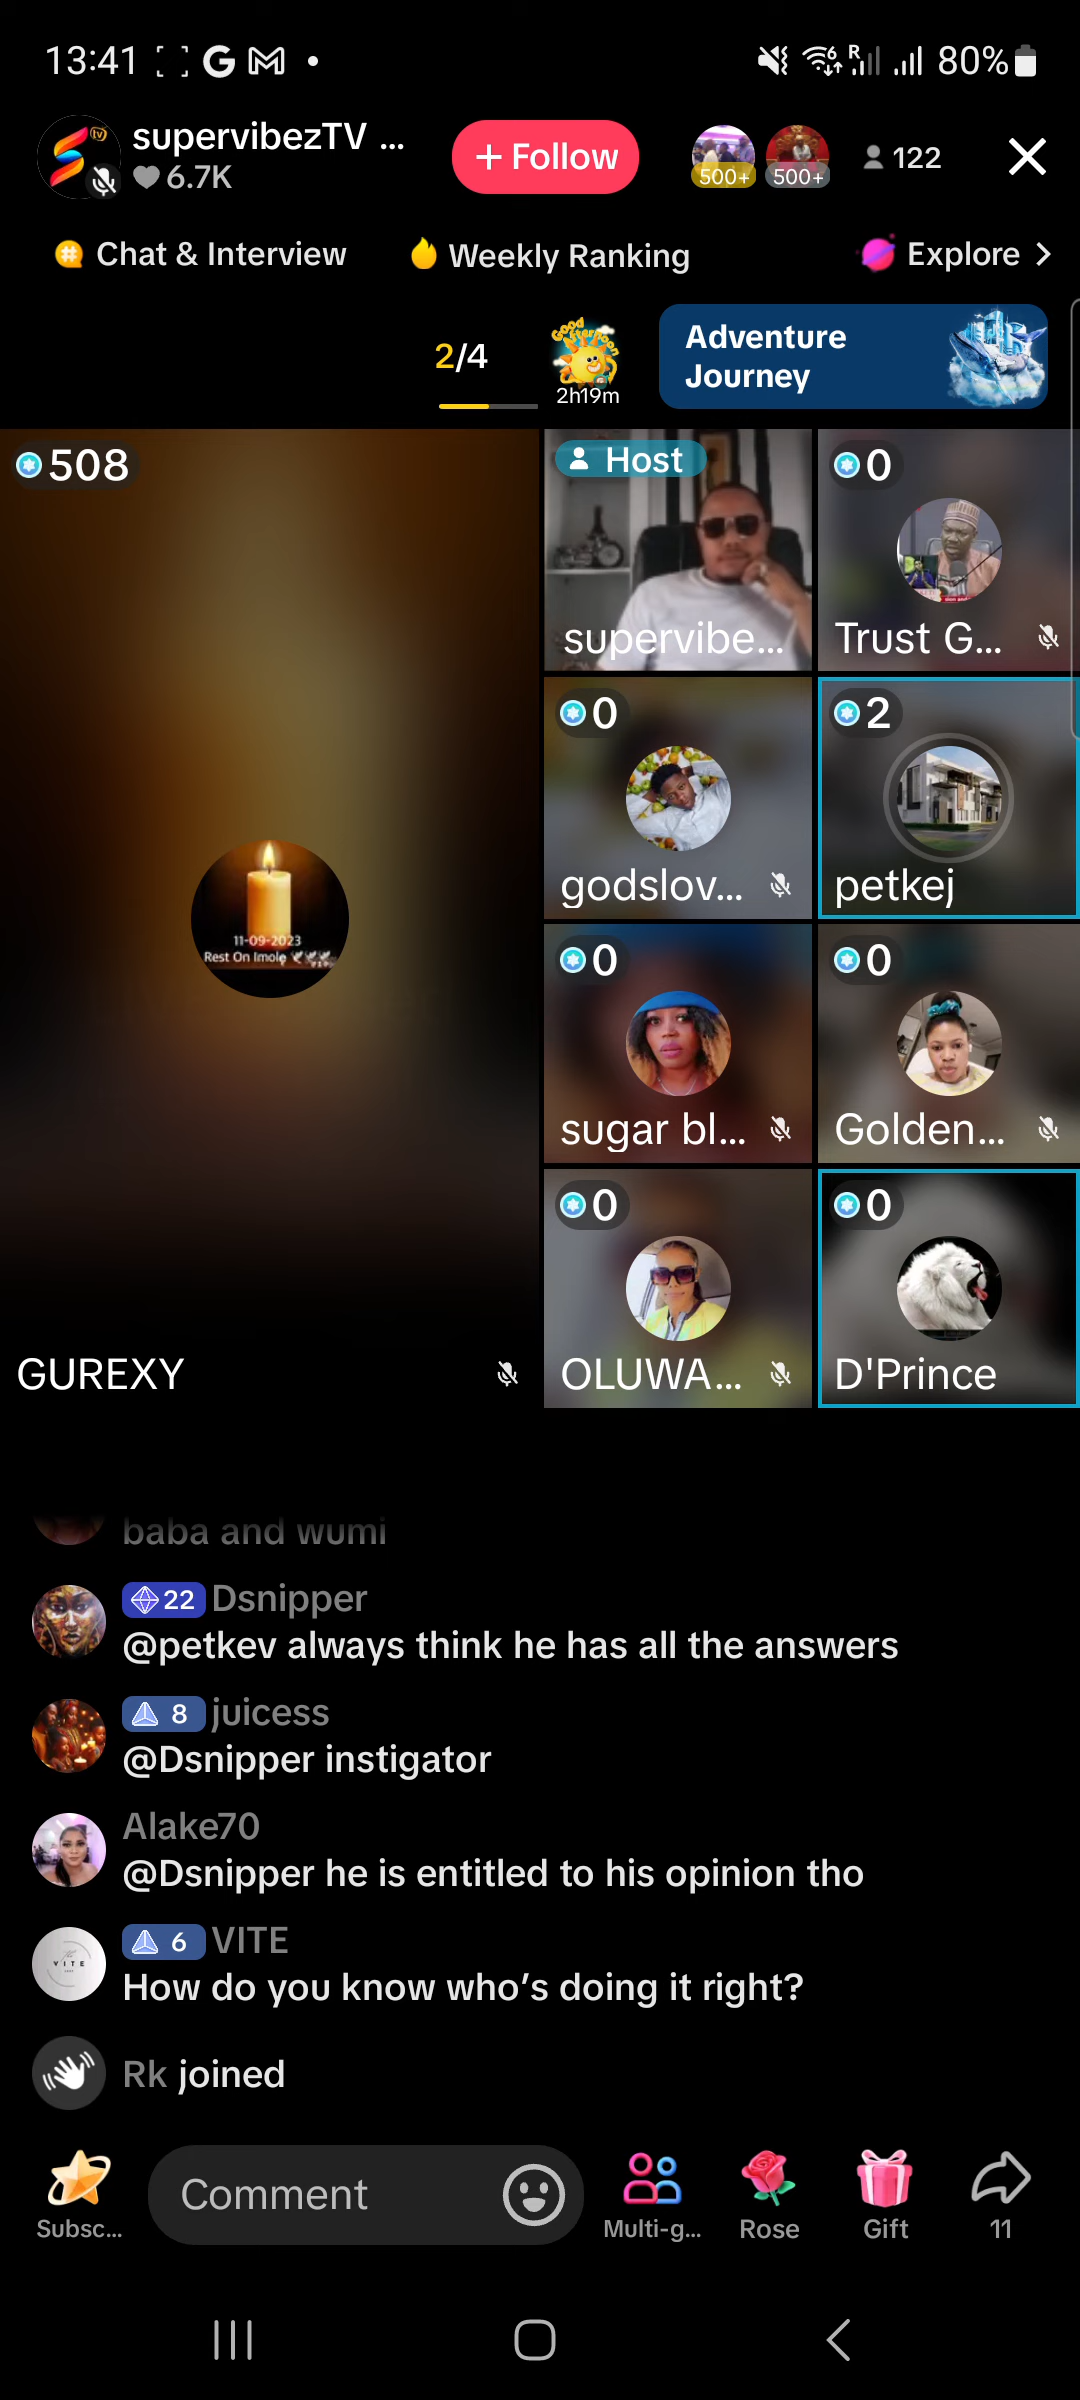 13:41
80%
supervibezTV ...
6.7K
+ Follow
500+
500+
122
Chat & Interview
Weekly Ranking
Explore >
2/4
Good Afternoon
2h19m
Adventure
Journey
508
Host
0
supervibe...
Trust G...
0
2
godslov...
petkej
11-09-2023
Rest On Imole
0
0
sugar bl...
Golden...
0
0
GUREXY
OLUWA...
D'Prince
baba and wumi
22 Dsnipper
@petkev always think he has all the answers
8 juicess
@Dsnipper instigator
Alake70
@Dsnipper he is entitled to his opinion tho
VITE
6 VITE
How do you know who's doing it right?
Rk joined
Subsc...
Comment
Multi-g...
Rose
Gift
11